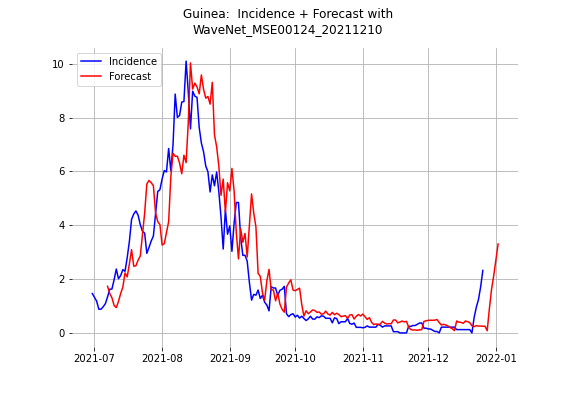 Guinea:  Incidence + Forecast with
WaveNet_MSE00124_20211210
Incidence
Forecast
10
8
6
4
2
0
2021-07 2021-08 2021-09 2021-10 2021-11 2021-12 2022-01